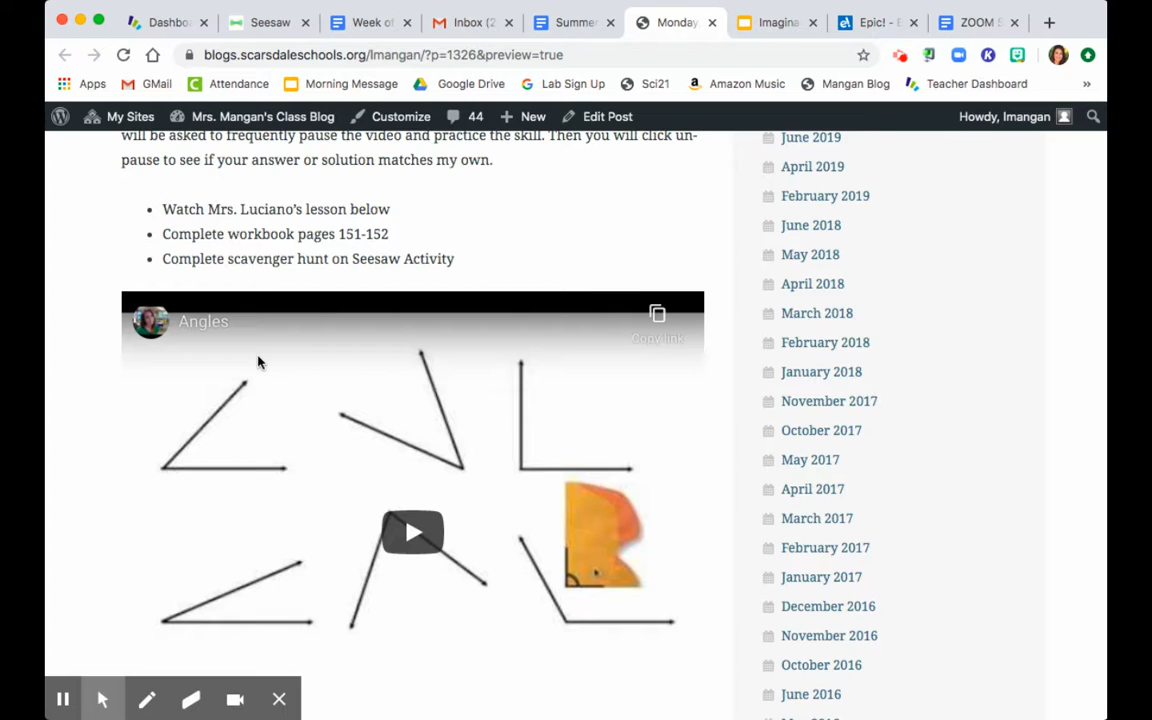 Dashbo
Seesaw
Week of
Inbox (2
Summer
Monday
Imagina
Epic! - E
ZOOM S
blogs.scarsdaleschools.org/lmangan/?p=1326&preview=true
Apps
GMail
Attendance
Morning Message
Google Drive
Lab Sign Up
Sci21
Amazon Music
Mangan Blog
Teacher Dashboard
»
My Sites
Mrs. Mangan's Class Blog
Customize
44
New
Edit Post
Howdy, lmangan
will be asked to frequently pause the video and practice the skill. Then you will click un-
pause to see if your answer or solution matches my own.
• Watch Mrs. Luciano's lesson below
• Complete workbook pages 151-152
• Complete scavenger hunt on Seesaw Activity
Angles
Copy link
June 2019
April 2019
February 2019
June 2018
May 2018
April 2018
March 2018
February 2018
January 2018
November 2017
October 2017
May 2017
April 2017
March 2017
February 2017
January 2017
December 2016
November 2016
October 2016
June 2016